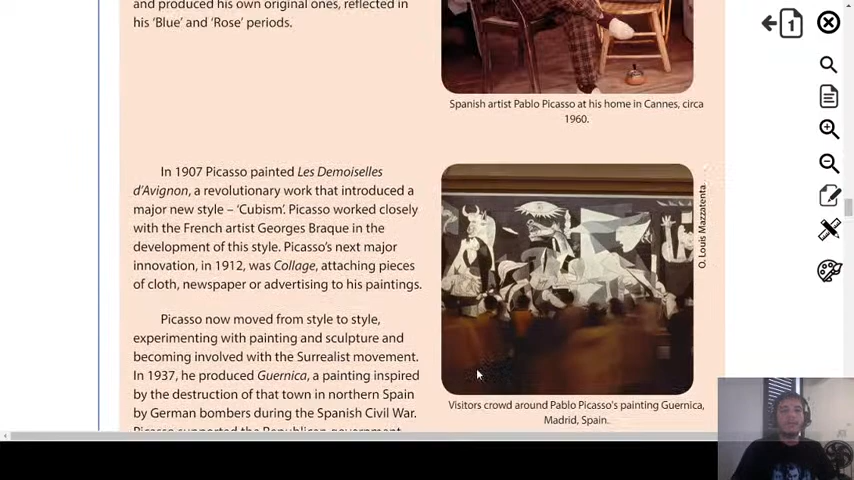 and produced his own original ones, reflected in
his ‘Blue’ and ‘Rose’ periods.
Spanish artist Pablo Picasso at his home in Cannes, circa
1960.
In 1907 Picasso painted Les Demoiselles
d’Avignon, a revolutionary work that introduced a
major new style – ‘Cubism’. Picasso worked closely
with the French artist Georges Braque in the
development of this style. Picasso’s next major
innovation, in 1912, was Collage, attaching pieces
of cloth, newspaper or advertising to his paintings.
O. Louis Mazzatenta
Picasso now moved from style to style,
experimenting with painting and sculpture and
becoming involved with the Surrealist movement.
In 1937, he produced Guernica, a painting inspired
by the destruction of that town in northern Spain
by German bombers during the Spanish Civil War.
Picasso supported the Republican government
Visitors crowd around Pablo Picasso’s painting Guernica,
Madrid, Spain.
1